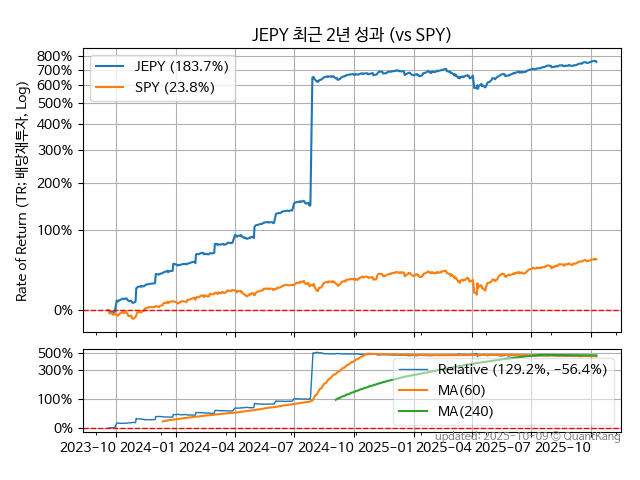 JEPY 최근 2년 성과 (vs SPY)
Rate of Return (TR; 배당재투자, Log)
800%
700%
600%
500%
400%
300%
200%
100%
0%
JEPY (183.7%)
SPY (23.8%)
500%
300%
100%
0%
Relative (129.2%, −56.4%)
MA(60)
MA(240)
2023-10 2024-01 2024-04 2024-07 2024-10 2025-01 2025-04 2025-07 2025-10
updated: 2025-10-09 © QuantKang